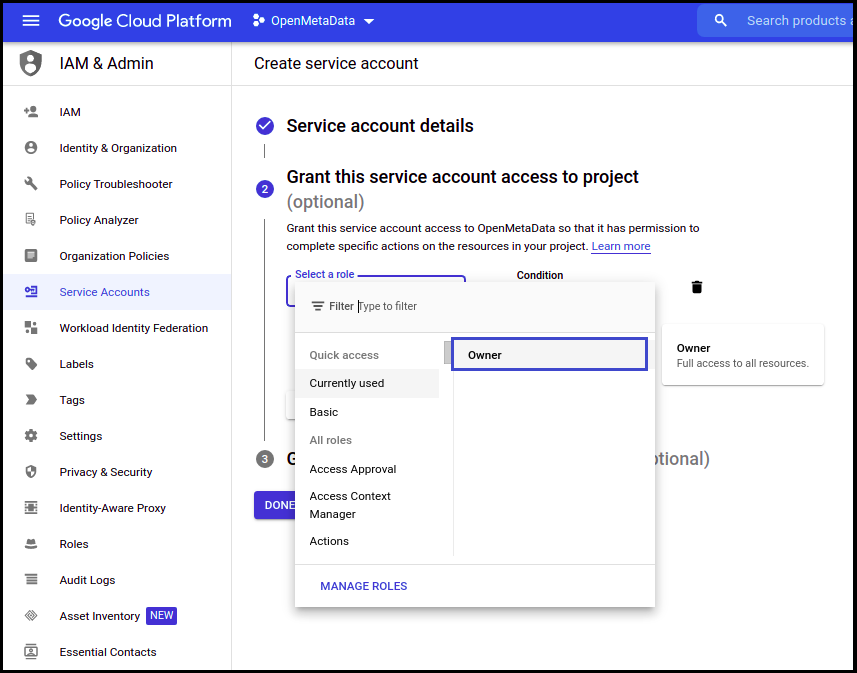 Google Cloud Platform
OpenMetaData
Search products a
IAM & Admin
Create service account
IAM
Identity & Organization
Policy Troubleshooter
Policy Analyzer
Organization Policies
Service Accounts
Workload Identity Federation
Labels
Tags
Settings
Privacy & Security
Identity-Aware Proxy
Roles
Audit Logs
Asset Inventory NEW
Essential Contacts
Service account details
2
Grant this service account access to project
(optional)
Grant this service account access to OpenMetaData so that it has permission to
complete specific actions on the resources in your project. Learn more
Select a role
Condition
Filter Type to filter
Quick access
Currently used
Basic
All roles
Access Approval
Access Context
Manager
Actions
MANAGE ROLES
Owner
Owner
Full access to all resources.
3 G
tional)
DONE